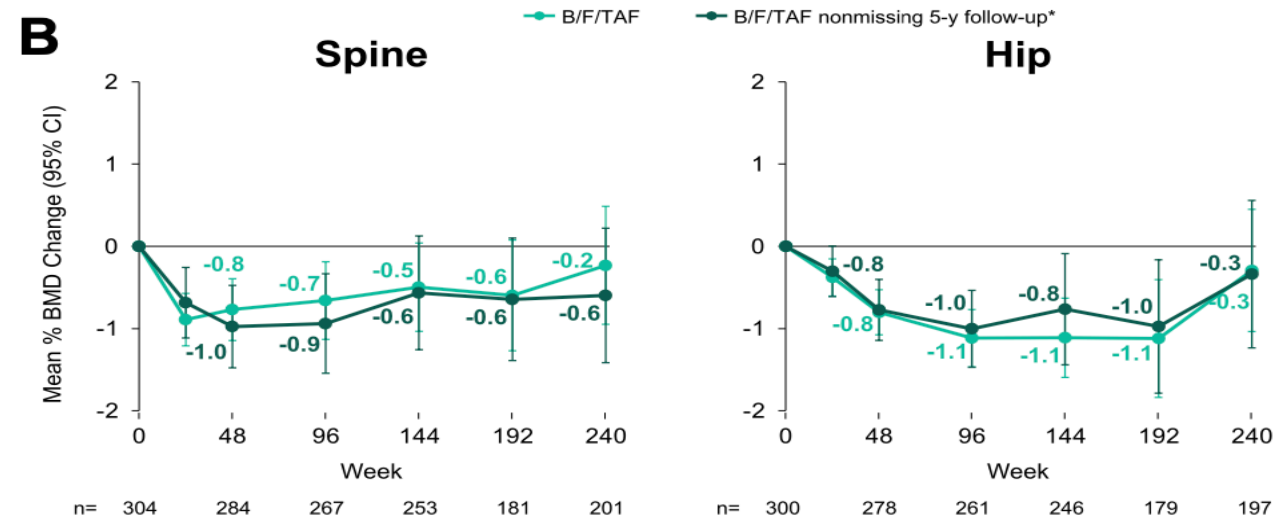 B
B/F/TAF
B/F/TAF nonmissing 5-y follow-up*
Spine
Mean % BMD Change (95% CI)
2
1
0
-1
-2
-0.8
-0.7
-0.5
-0.6
-0.2
-1.0
-0.9
-0.6
-0.6
-0.6
0 48 96 144 192 240
Week
n= 304 284 267 253 181 201
Hip
2
1
0
-1
-2
-0.8
-1.0
-0.8
-1.0
-0.3
-0.8
-1.1
-1.1
-1.1
-0.3
0 48 96 144 192 240
Week
n= 300 278 261 246 179 197